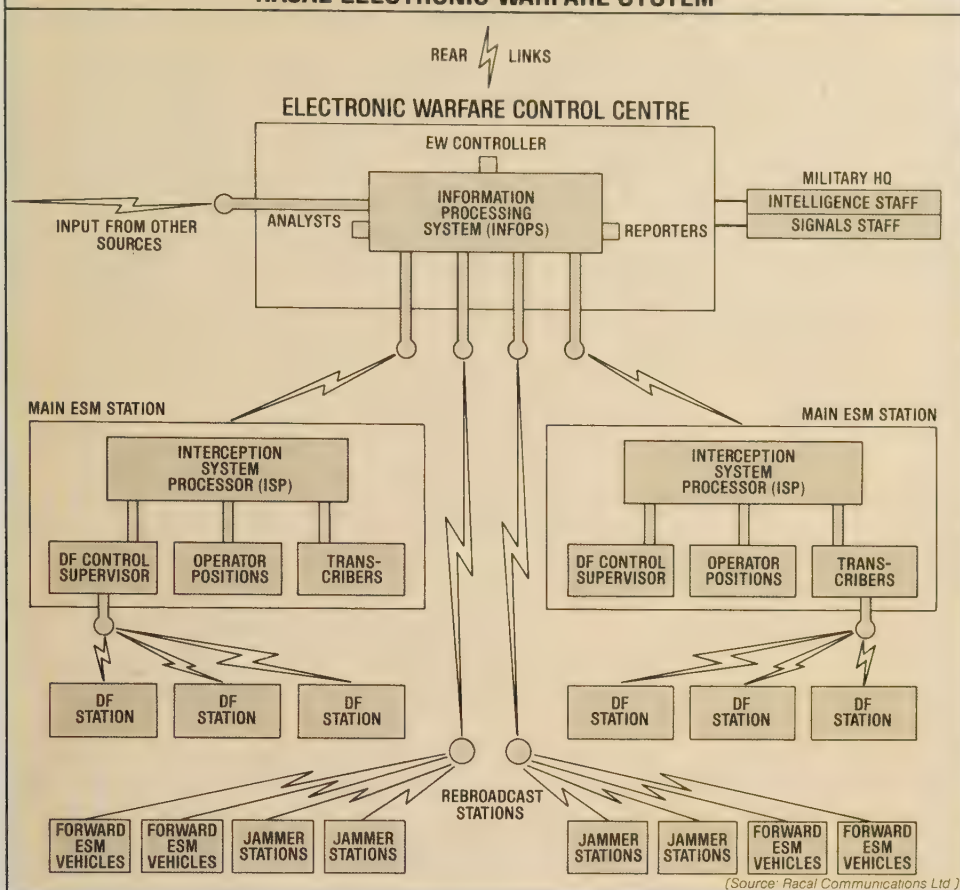 RACAL ELECTRONIC WARFARE SYSTEM
REAR LINKS
ELECTRONIC WARFARE CONTROL CENTRE
EW CONTROLLER
INFORMATION
PROCESSING
SYSTEM (INFOPS)
ANALYSTS
REPORTERS
INPUT FROM OTHER
SOURCES
MILITARY HQ
INTELLIGENCE STAFF
SIGNALS STAFF
MAIN ESM STATION
INTERCEPTION
SYSTEM
PROCESSOR (ISP)
DF CONTROL
SUPERVISOR
OPERATOR
POSITIONS
TRANS-
CRIBERS
DF
STATION
DF
STATION
DF
STATION
MAIN ESM STATION
INTERCEPTION
SYSTEM
PROCESSOR (ISP)
DF CONTROL
SUPERVISOR
OPERATOR
POSITIONS
TRANS-
CRIBERS
DF
STATION
DF
STATION
DF
STATION
REBROADCAST
STATIONS
FORWARD
ESM
VEHICLES
FORWARD
ESM
VEHICLES
JAMMER
STATIONS
JAMMER
STATIONS
JAMMER
STATIONS
JAMMER
STATIONS
FORWARD
ESM
VEHICLES
FORWARD
ESM
VEHICLES
[Source: Racal Communications Ltd.]